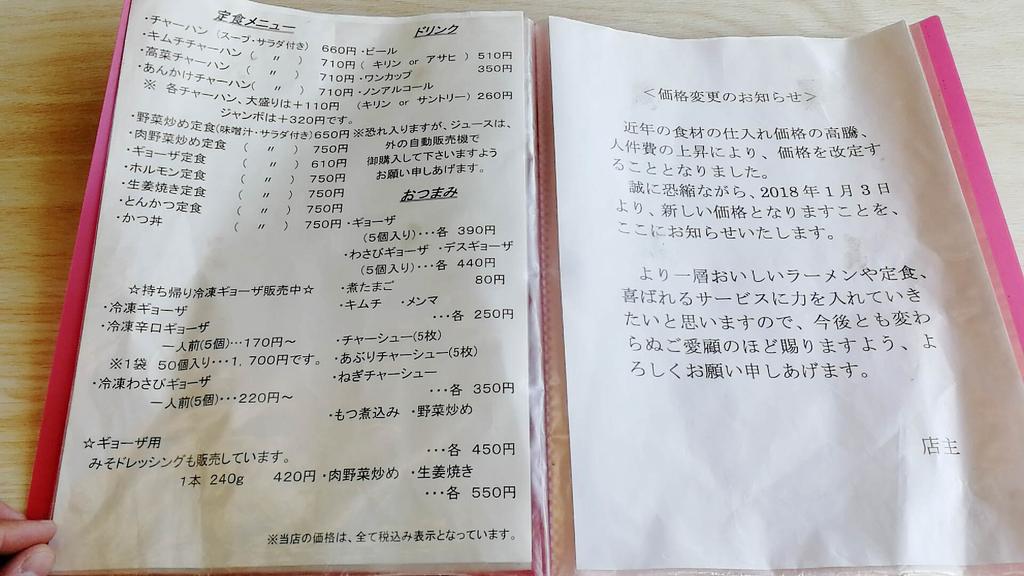 定食メニュー
・チャーハン (スープ・サラダ付き) 660円
・キムチチャーハン ( 〃 ) 710円
・高菜チャーハン ( 〃 ) 710円
・あんかけチャーハン( 〃 ) 710円
※ 各チャーハン、大盛りは+110円
ジャンボは+320円です。
・野菜炒め定食(味噌汁・サラダ付き)650円
・肉野菜炒め定食 ( 〃 ) 750円
・ギョーザ定食 ( 〃 ) 610円
・ホルモン定食 ( 〃 ) 750円
・生姜焼き定食 ( 〃 ) 750円
・とんかつ定食 ( 〃 ) 750円
・かつ丼 ( 〃 ) 750円
☆持ち帰り冷凍ギョーザ販売中☆
・冷凍ギョーザ
・冷凍辛口ギョーザ
一人前(5個)…170円～
※1袋 50個入り…1,700円です。
・冷凍わさびギョーザ
一人前(5個)…220円～
☆ギョーザ用
みそドレッシングも販売しています。
1本 240g 420円
ドリンク
・ビール
( キリン or アサヒ ) 510円
・ワンカップ 350円
・ノンアルコール
(キリン or サントリー) 260円
※恐れ入りますが、ジュースは、
外の自動販売機で
御購入して下さいますよう
お願い申しあげます。
おつまみ
・ギョーザ
(5個入り)…各 390円
・わさびギョーザ ・デスギョーザ
(5個入り)…各 440円
・煮たまご 80円
・キムチ ・メンマ
…各 250円
・チャーシュー(5枚)
・あぶりチャーシュー(5枚)
・ねぎチャーシュー
…各 350円
・もつ煮込み ・野菜炒め
…各 450円
・肉野菜炒め ・生姜焼き
…各 550円
※当店の価格は、全て税込み表示となっています。
＜価格変更のお知らせ＞
近年の食材の仕入れ価格の高騰、
人件費の上昇により、価格を改定す
ることとなりました。
誠に恐縮ながら、2018年1月3日
より、新しい価格となりますことを、
ここにお知らせいたします。
より一層おいしいラーメンや定食、
喜ばれるサービスに力を入れていき
たいと思いますので、今後とも変わ
らぬご愛顧のほど賜りますよう、よ
ろしくお願い申しあげます。
店主